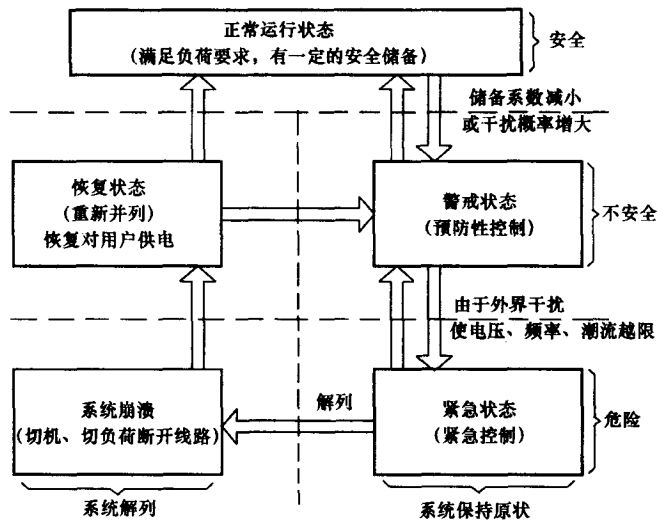 正常运行状态
(满足负荷要求，有一定的安全储备)
安全
储备系数减小
或干扰概率增大
恢复状态
(重新并列)
恢复对用户供电
警戒状态
(预防性控制)
不安全
由于外界干扰
使电压、频率、潮流越限
系统崩溃
(切机、切负荷断开线路)
解列
紧急状态
(紧急控制)
危险
系统解列
系统保持原状